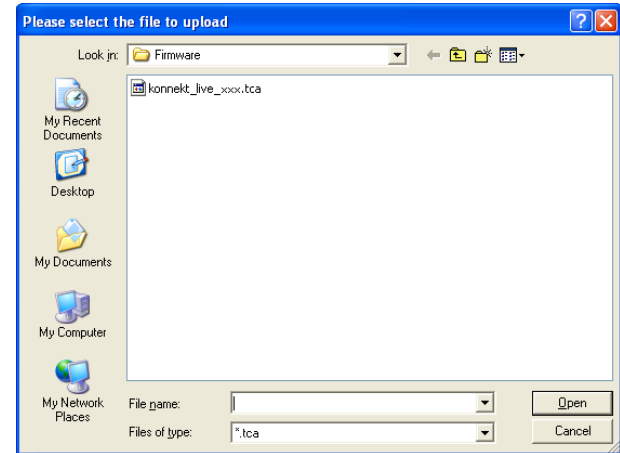 Please select the file to upload
Look in: Firmware
konnekt_live_xxx.tca
My Recent
Documents
Desktop
My Documents
My Computer
My Network
Places
File name: Open
Files of type: *.tca Cancel